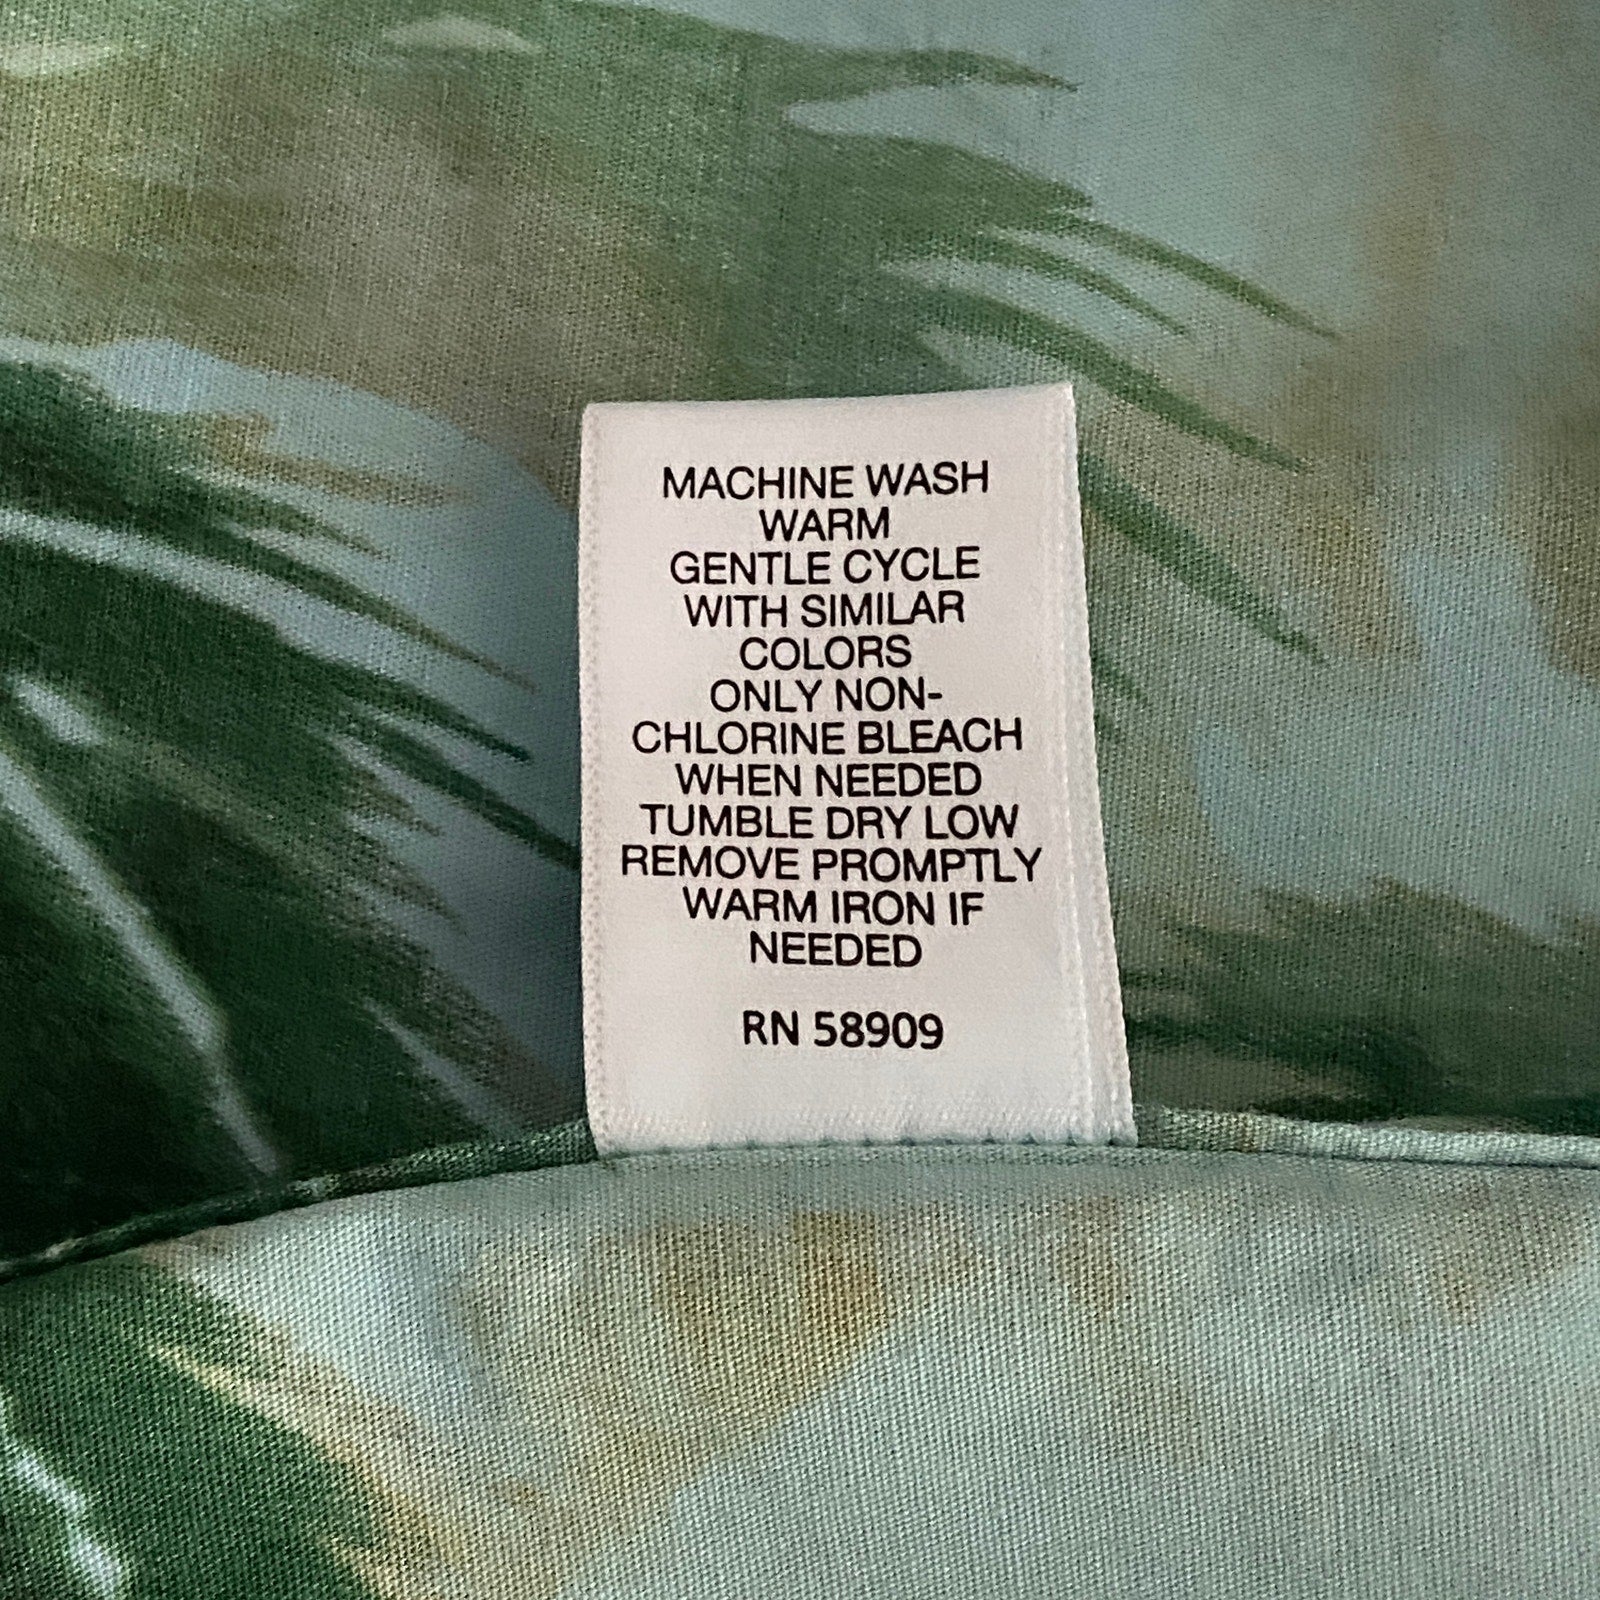 MACHINE WASH
WARM
GENTLE CYCLE
WITH SIMILAR
COLORS
ONLY NON-
CHLORINE BLEACH
WHEN NEEDED
TUMBLE DRY LOW
REMOVE PROMPTLY
WARM IRON IF
NEEDED
RN 58909